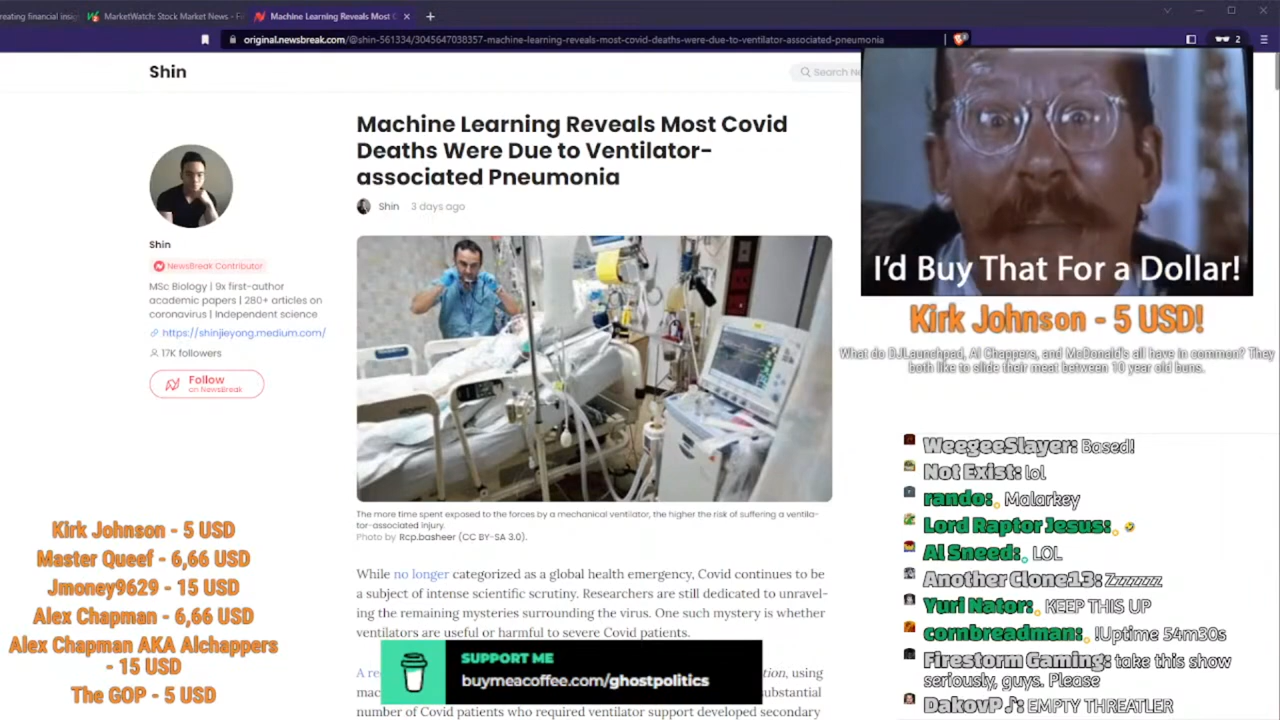 reating financial insi
MarketWatch: Stock Market News - Fi
Machine Learning Reveals Most C
original.newsbreak.com/@shin-561334/3045647038357-machine-learning-reveals-most-covid-deaths-were-due-to-ventilator-associated-pneumonia
2
Shin
Search Ne
Machine Learning Reveals Most Covid
Deaths Were Due to Ventilator-
associated Pneumonia
Shin 3 days ago
Shin
NewsBreak Contributor
MSc Biology | 9x first-author
academic papers | 280+ articles on
coronavirus | Independent science
https://shinjieyong.medium.com/
17K followers
Follow
on NewsBreak
The more time spent exposed to the forces by a mechanical ventilator, the higher the risk of suffering a ventila-
tor-associated injury.
Photo by Rcp.basheer (CC BY-SA 3.0).
While no longer categorized as a global health emergency, Covid continues to
be a subject of intense scientific scrutiny. Researchers are still dedicated to unravel-
ing the remaining mysteries surrounding the virus. One such mystery is whether
ventilators are useful or harmful to severe Covid patients.
A re
tion, using
mac
ubstantial
number of Covid patients who required ventilator support developed secondary
SUPPORT ME
buymeacoffee.com/ghostpolitics
Kirk Johnson - 5 USD
Master Queef - 6,66 USD
Jmoney9629 - 15 USD
Alex Chapman - 6,66 USD
Alex Chapman AKA Alchappers
- 15 USD
The GOP - 5 USD
I'd Buy That For a Dollar!
Kirk Johnson - 5 USD!
What do DJLaunchpad, Al Chappers, and McDonald's all have in common? They
both like to slide their meat between 10 year old buns.
WeegeeSlayer: Based!
Not Exist: lol
rando: Malarkey
Lord Raptor Jesus: 🤣
Al Sneed: LOL
Another Clone13: Zzzzzzzz
Yuri Nator: KEEP THIS UP
cornbreadman: !Uptime 54m30s
Firestorm Gaming: take this show
seriously, guys. Please
DakovP♪: EMPTY THREATLER